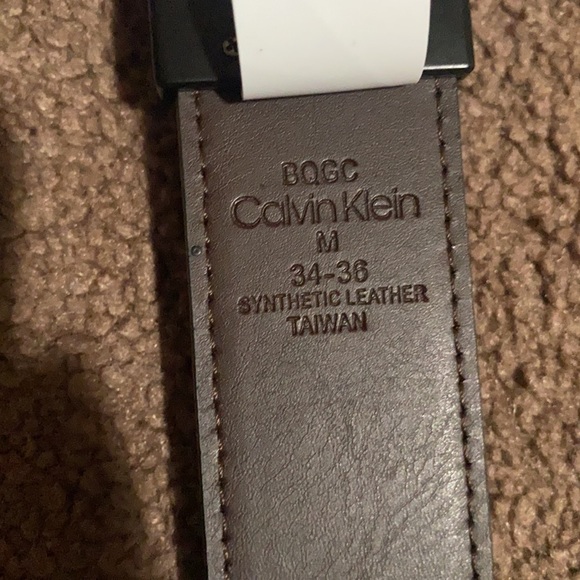 BQGC
Calvin Klein
M
34-36
SYNTHETIC LEATHER
TAIWAN